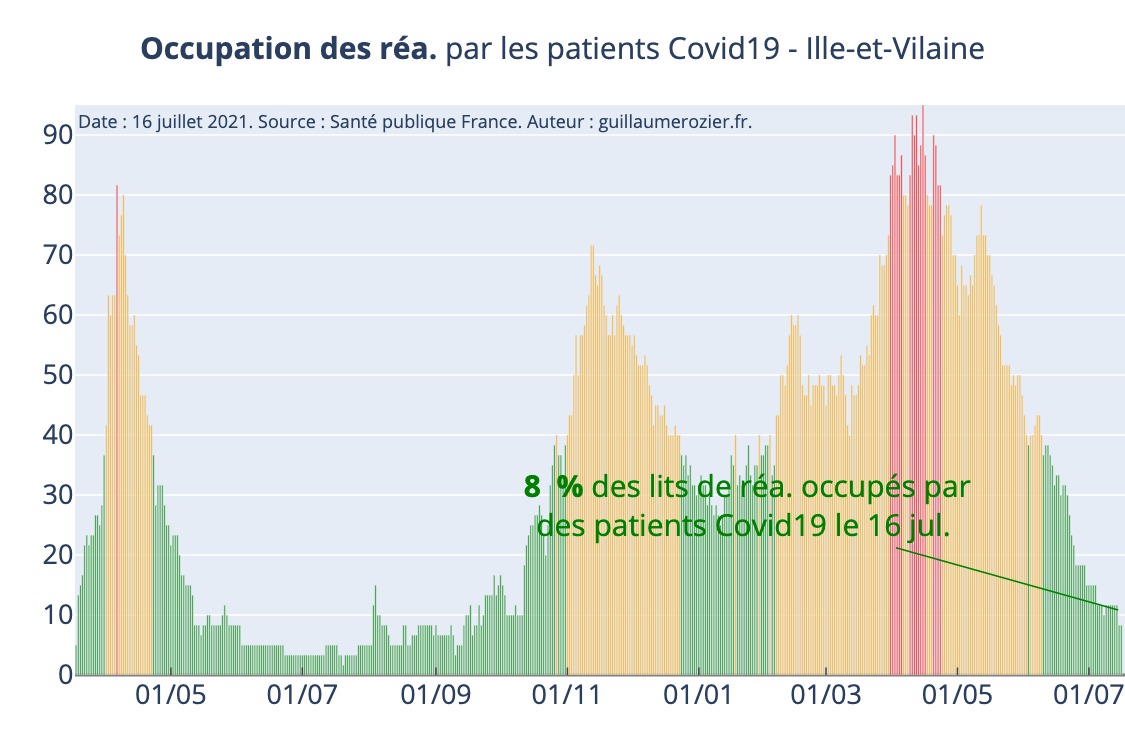 Occupation des réa. par les patients Covid19 - Ille-et-Vilaine
Date : 16 juillet 2021. Source : Santé publique France. Auteur : guillaumerozier.fr.
90
80
70
60
50
40
30
20
10
0
8 % des lits de réa. occupés par
des patients Covid19 le 16 jul.
01/05 01/07 01/09 01/11 01/01 01/03 01/05 01/07